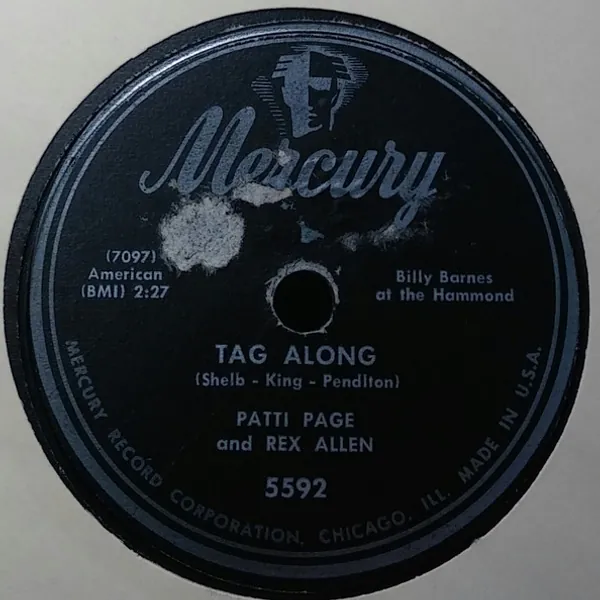 Mercury
(7097)
American
(BMI) 2:27
Billy Barnes
at the Hammond
TAG ALONG
(Shelb - King - Pendlton)
PATTI PAGE
and REX ALLEN
5592
MERCURY RECORD CORPORATION, CHICAGO, ILL. MADE IN U.S.A.